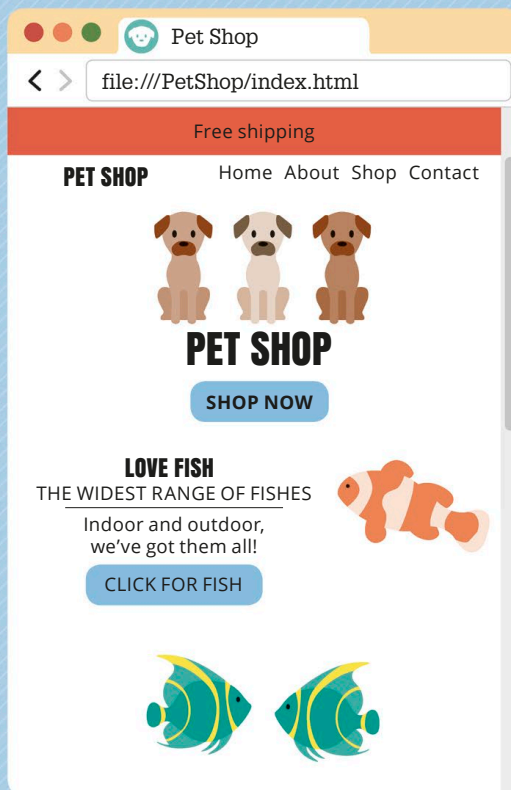 Pet Shop
file:///PetShop/index.html
Free shipping
PET SHOP
Home About Shop Contact
PET SHOP
SHOP NOW
LOVE FISH
THE WIDEST RANGE OF FISHES
Indoor and outdoor,
we’ve got them all!
CLICK FOR FISH